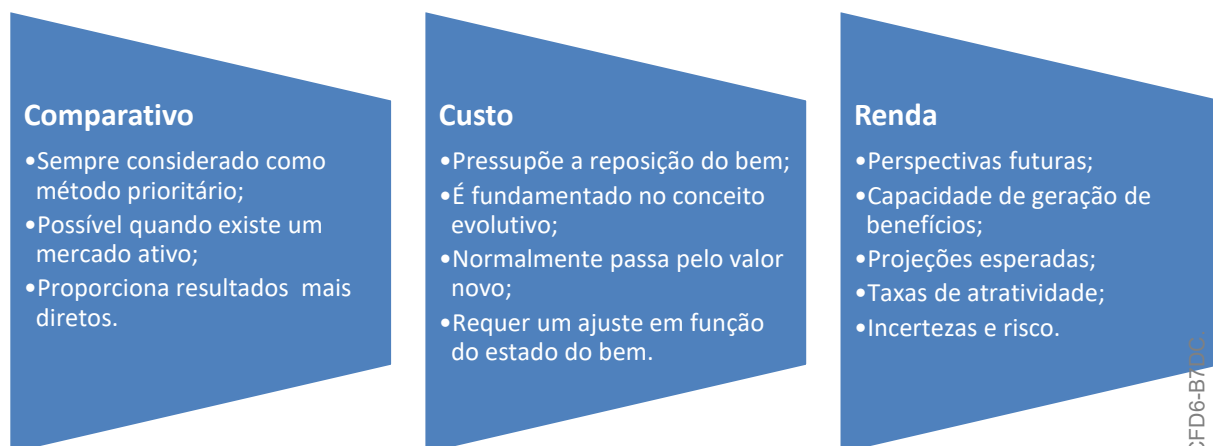 Comparativo
•Sempre considerado como
método prioritário;
•Possível quando existe um
mercado ativo;
•Proporciona resultados mais
diretos.
Custo
•Pressupõe a reposição do bem;
•É fundamentado no conceito
evolutivo;
•Normalmente passa pelo valor
novo;
•Requer um ajuste em função
do estado do bem.
Renda
•Perspectivas futuras;
•Capacidade de geração de
benefícios;
•Projeções esperadas;
•Taxas de atratividade;
•Incertezas e risco.